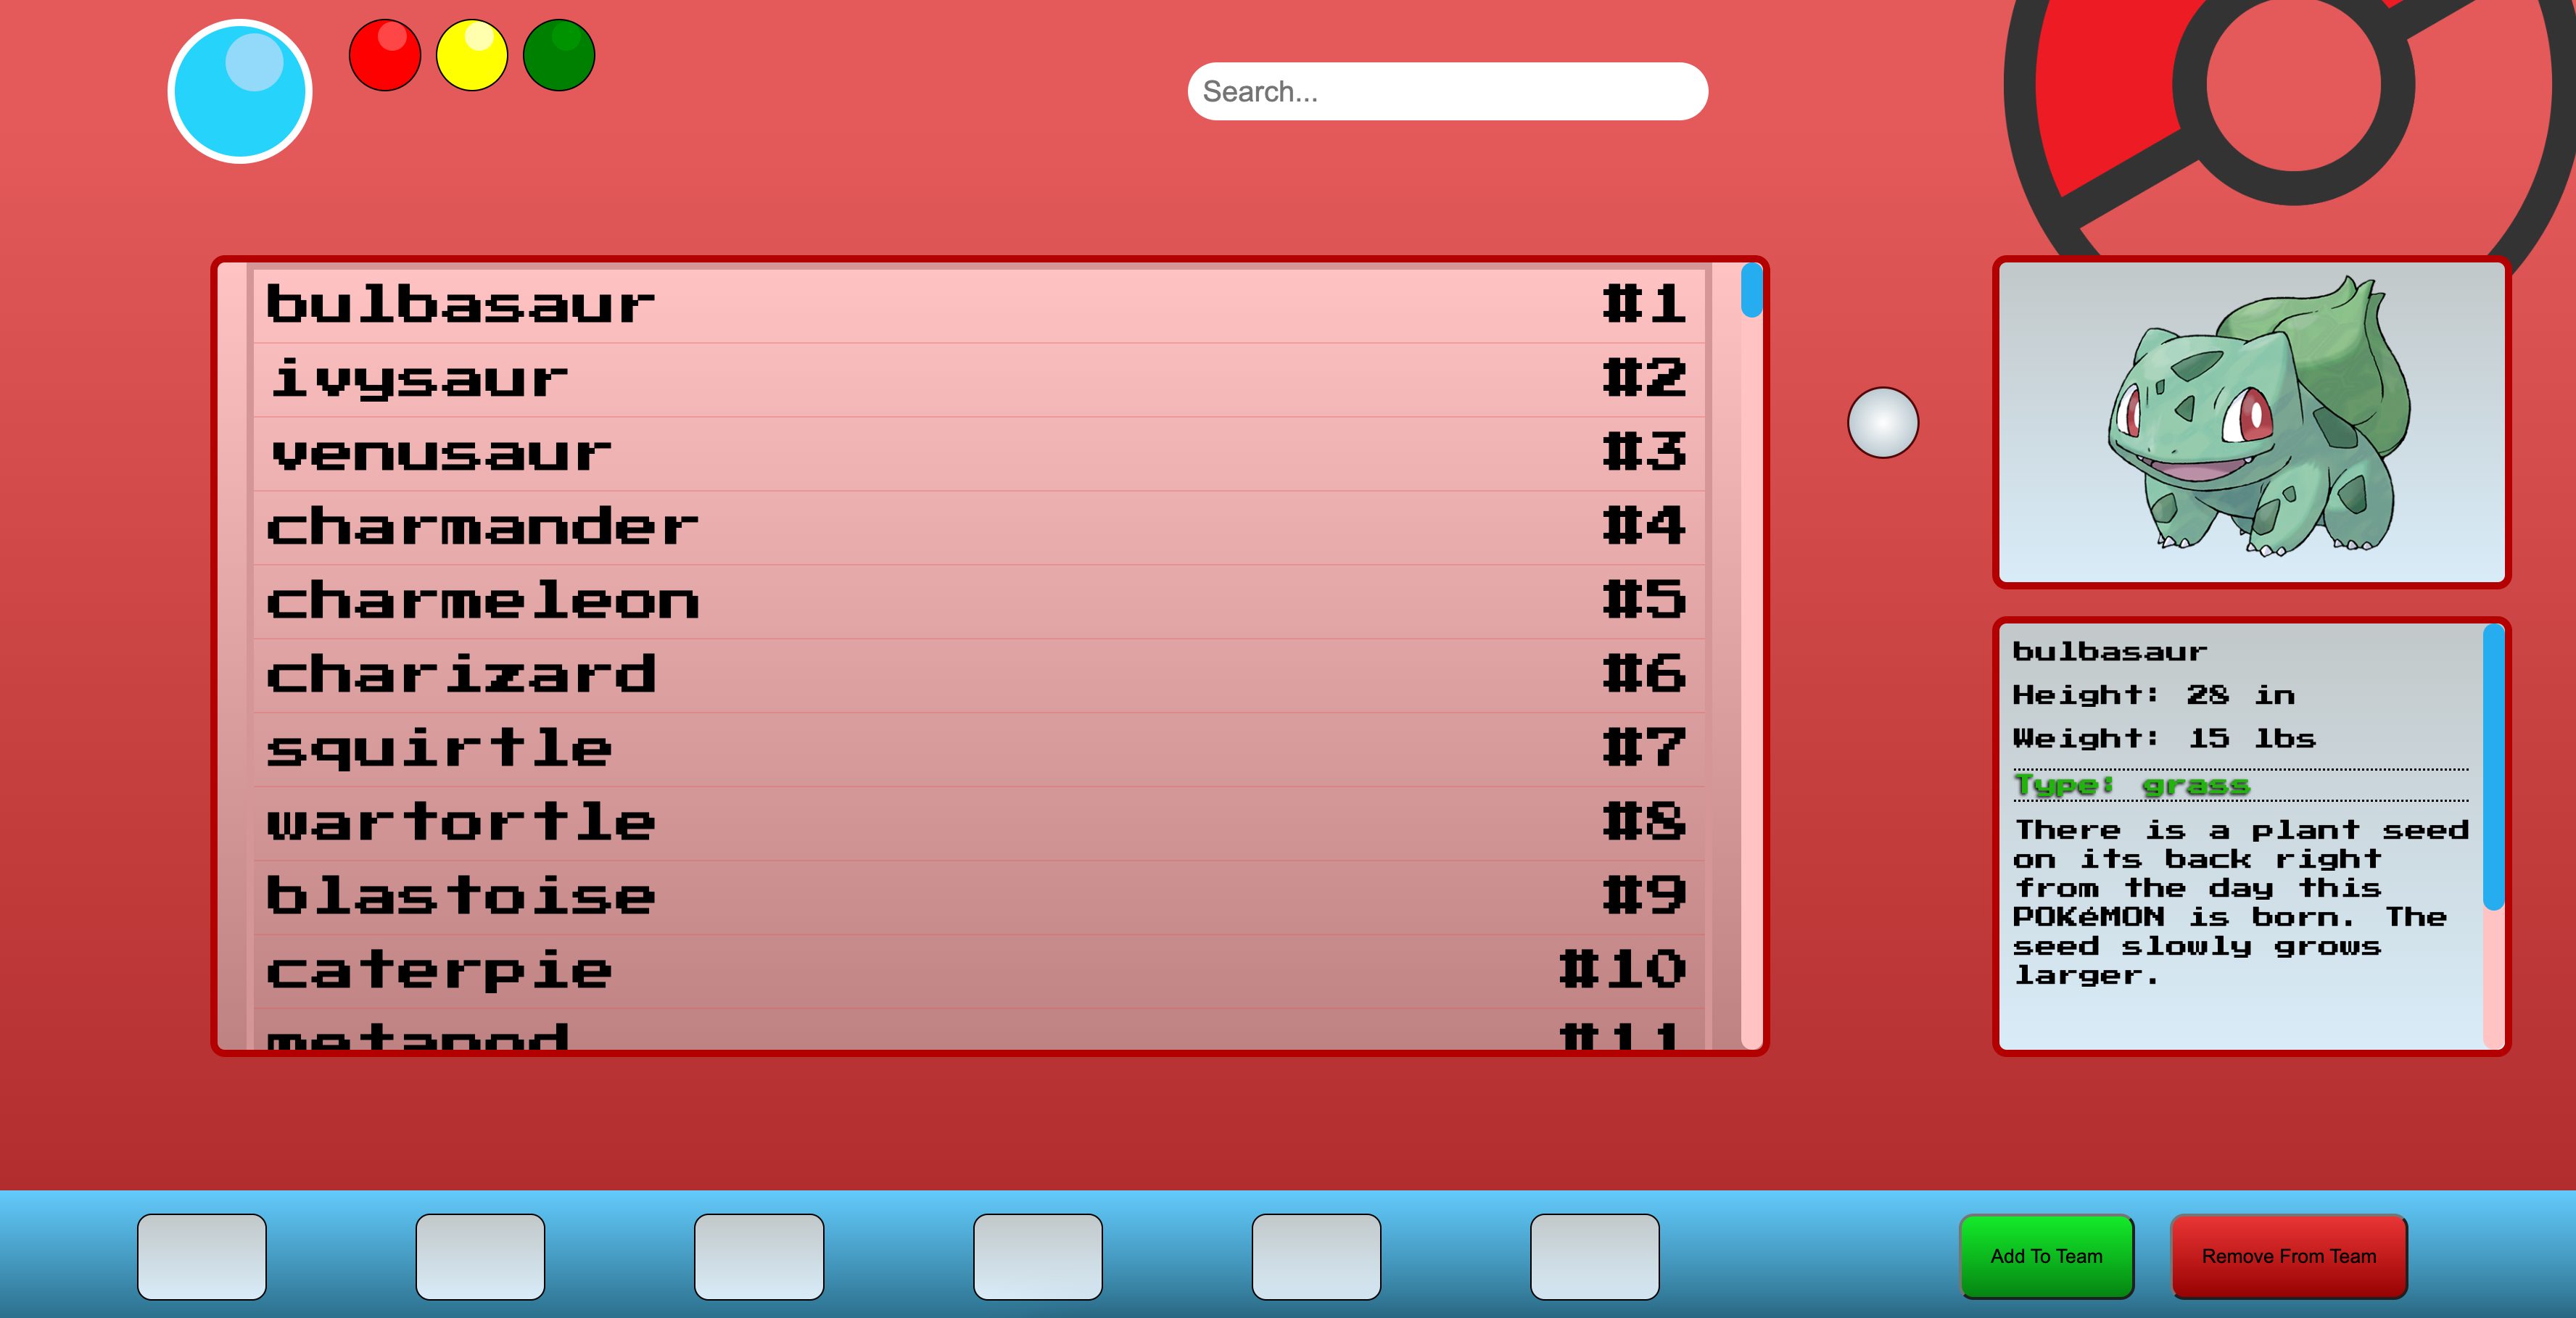 Search...
bulbasaur #1
ivysaur #2
venusaur #3
charmander #4
charmeleon #5
charizard #6
squirtle #7
wartortle #8
blastoise #9
caterpie #10
metapod #11
bulbasaur
Height: 28 in
Weight: 15 lbs
Type: grass
There is a plant seed
on its back right
from the day this
POKéMON is born. The
seed slowly grows
larger.
Add To Team
Remove From Team